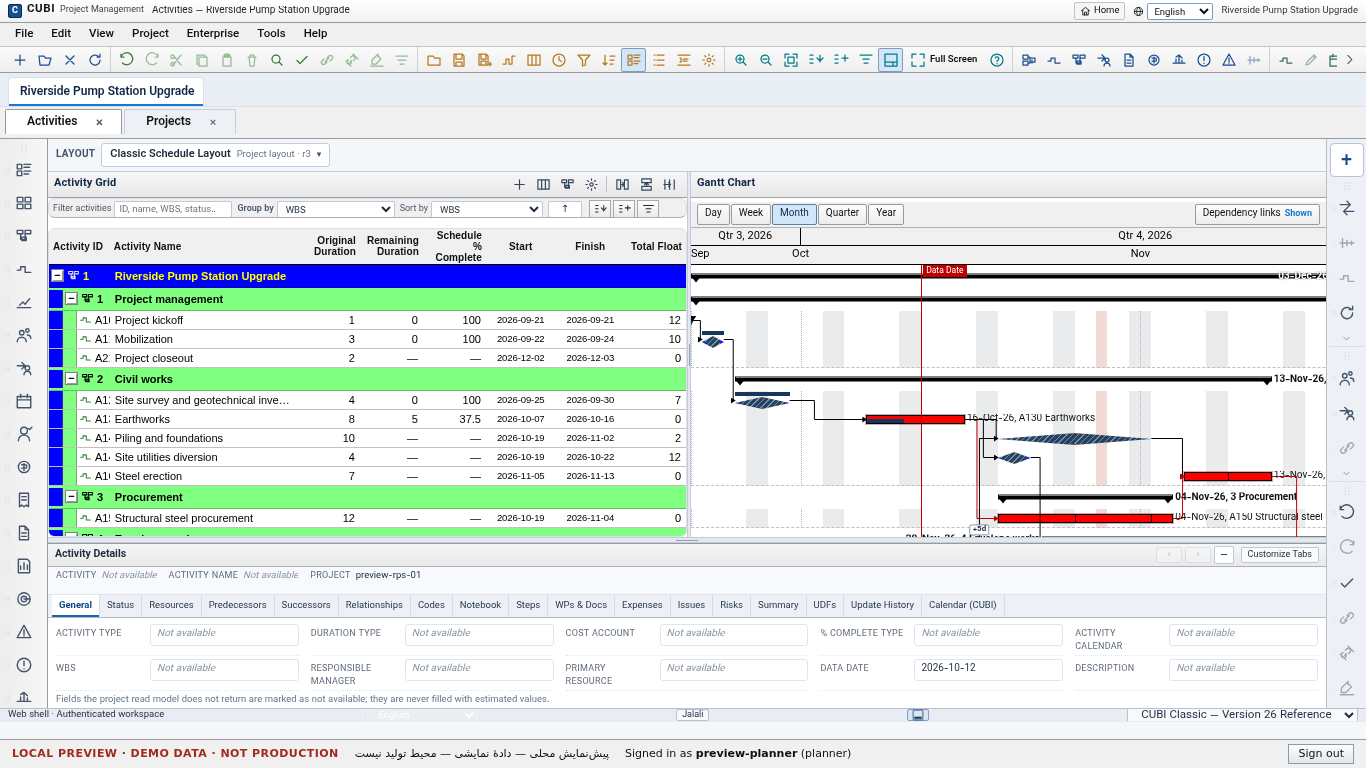 CUBI Project Management Activities — Riverside Pump Station Upgrade Home English Riverside Pump Station Upgrade
File Edit View Project Enterprise Tools Help
Full Screen
Riverside Pump Station Upgrade
Activities × Projects ×
LAYOUT Classic Schedule Layout Project layout · r3
Activity Grid
Filter activities ID, name, WBS, status.. Group by WBS Sort by WBS ↑
Activity ID Activity Name Original Duration Remaining Duration Schedule % Complete Start Finish Total Float
1 Riverside Pump Station Upgrade
1 Project management
Project kickoff 1 0 100 2026-09-21 2026-09-21 12
Mobilization 3 0 100 2026-09-22 2026-09-24 10
Project closeout 2 — — 2026-12-02 2026-12-03 0
2 Civil works
Site survey and geotechnical inve… 4 0 100 2026-09-25 2026-09-30 7
Earthworks 8 5 37.5 2026-10-07 2026-10-16 0
Piling and foundations 10 — — 2026-10-19 2026-11-02 2
Site utilities diversion 4 — — 2026-10-19 2026-10-22 12
Steel erection 7 — — 2026-11-05 2026-11-13 0
3 Procurement
Structural steel procurement 12 — — 2026-10-19 2026-11-04 0
Gantt Chart
Day Week Month Quarter Year Dependency links Shown
Qtr 3, 2026 Qtr 4, 2026
Sep Oct Nov
Data Date 03-Dec-26
13-Nov-26,
16-Oct-26, A130 Earthworks
13-Nov-26,
04-Nov-26, 3 Procurement
04-Nov-26, A150 Structural steel
+5d
Activity Details Customize Tabs
ACTIVITY Not available ACTIVITY NAME Not available PROJECT preview-rps-01
General Status Resources Predecessors Successors Relationships Codes Notebook Steps WPs & Docs Expenses Issues Risks Summary UDFs Update History Calendar (CUBI)
ACTIVITY TYPE Not available DURATION TYPE Not available COST ACCOUNT Not available % COMPLETE TYPE Not available ACTIVITY CALENDAR Not available
WBS Not available RESPONSIBLE MANAGER Not available PRIMARY RESOURCE Not available DATA DATE 2026-10-12 DESCRIPTION Not available
Fields the project read model does not return are marked as not available; they are never filled with estimated values.
Web shell · Authenticated workspace English Jalali CUBI Classic — Version 26 Reference
LOCAL PREVIEW · DEMO DATA · NOT PRODUCTION پیش‌نمایش محلی — دادهٔ نمایشی — محیط تولید نیست Signed in as preview-planner (planner) Sign out